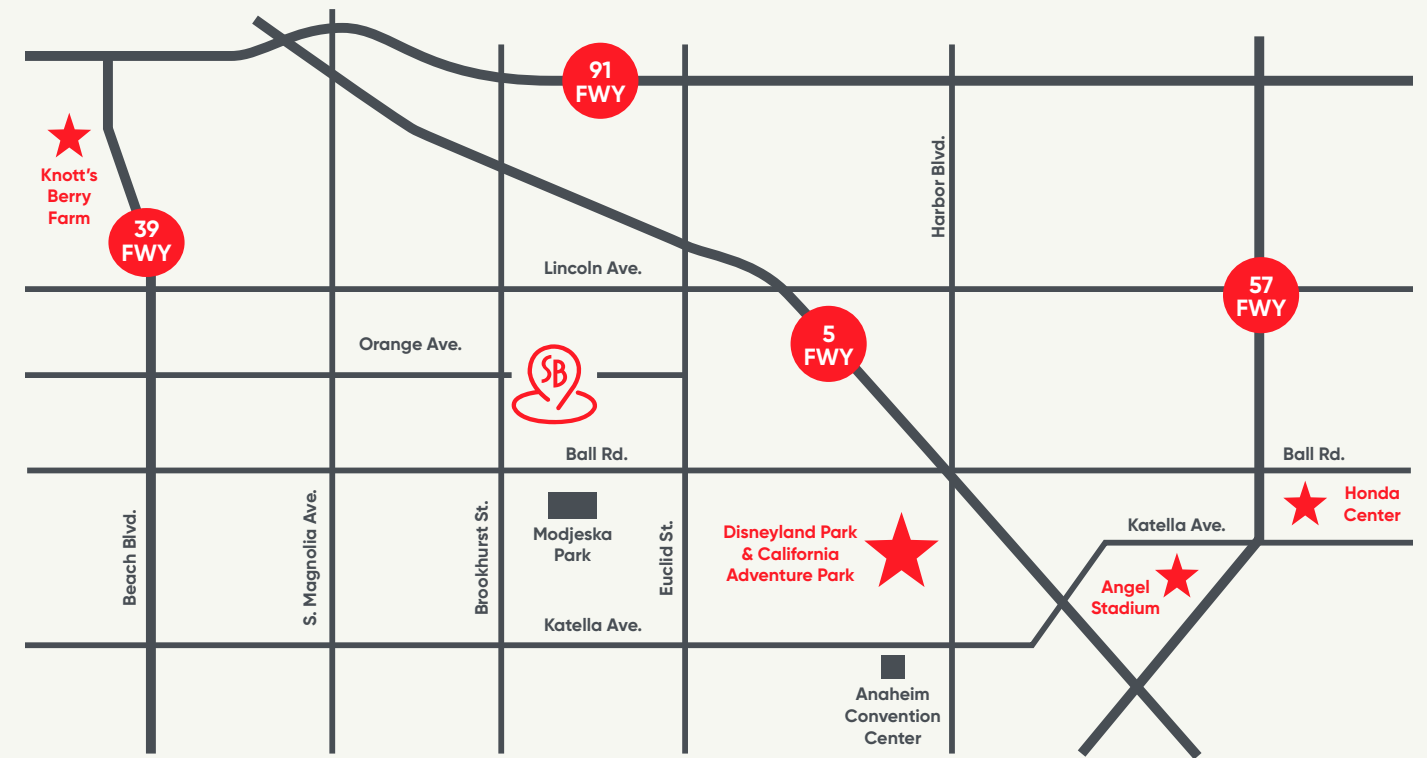 91
FWY
Harbor Blvd.
Knott's
Berry
Farm
39
FWY
Lincoln Ave.
57
FWY
Orange Ave.
5
FWY
SB
Ball Rd.
Ball Rd.
Beach Blvd.
S. Magnolia Ave.
Brookhurst St.
Modjeska
Park
Euclid St.
Disneyland Park
& California
Adventure Park
Katella Ave.
Honda
Center
Angel
Stadium
Katella Ave.
Anaheim
Convention
Center